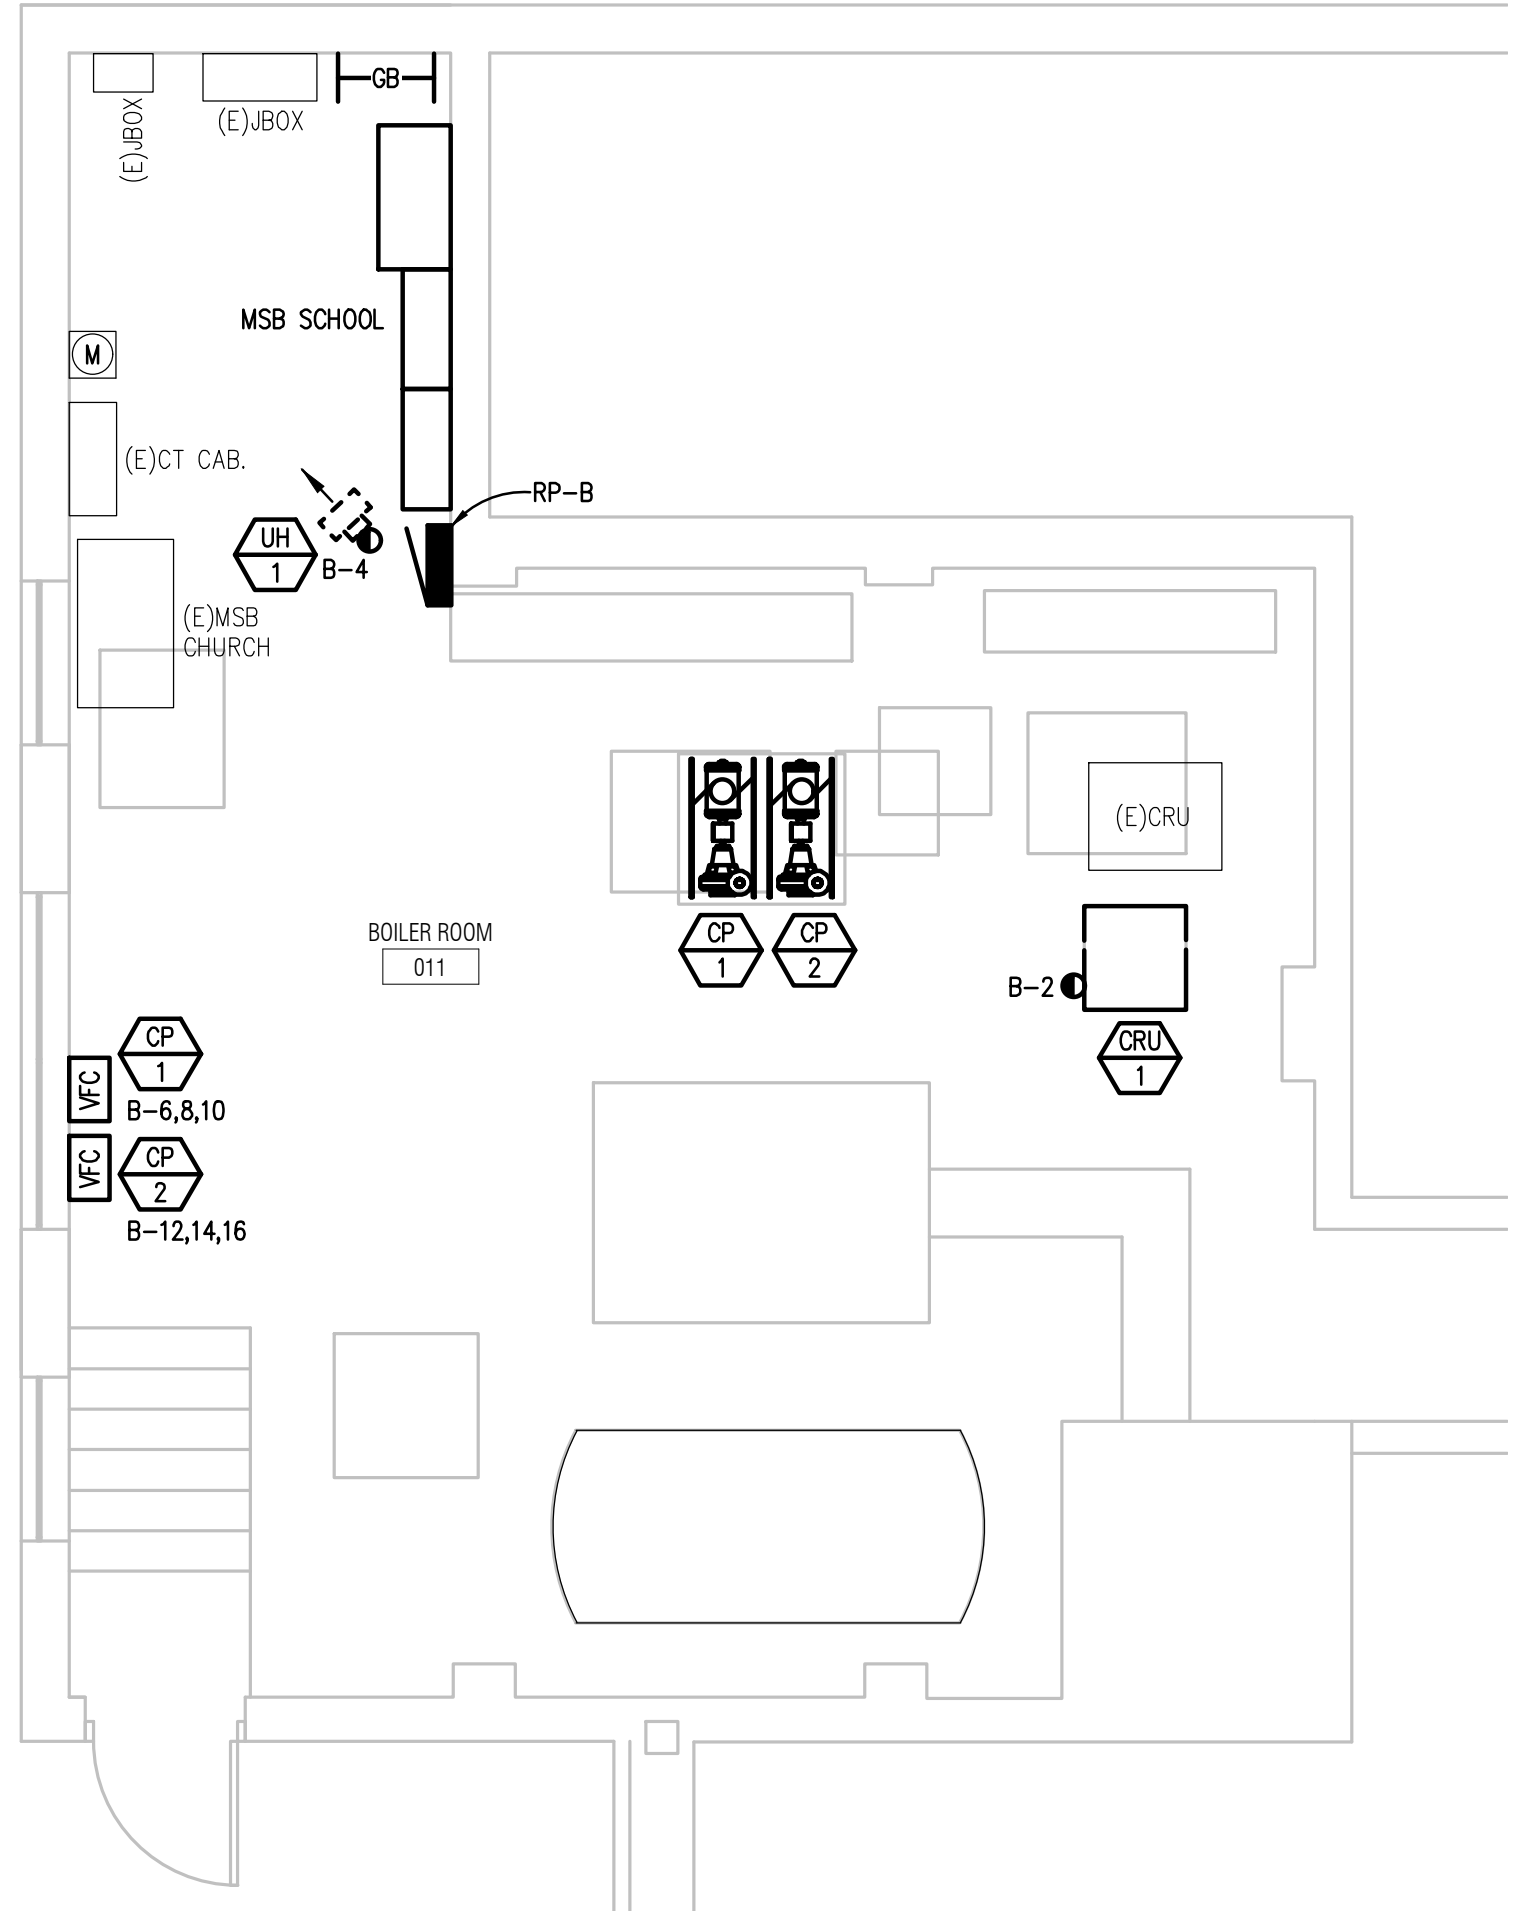 GB
(E)JBOX
(E)JBOX
MSB SCHOOL
M
(E)CT CAB.
RP-B
UH
1
B-4
(E)MSB
CHURCH
(E)CRU
BOILER ROOM
011
CP
1
CP
2
B-2
CRU
1
CP
1
VFC
B-6,8,10
CP
2
VFC
B-12,14,16